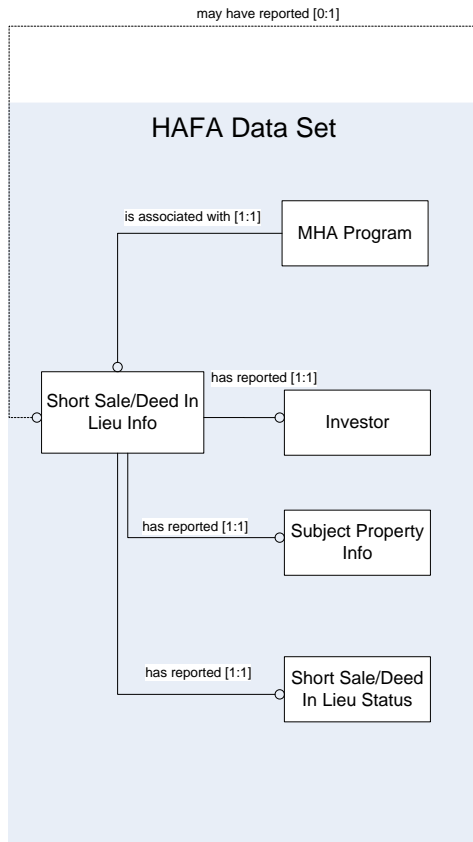 may have reported [0:1]
HAFA Data Set
is associated with [1:1]
MHA Program
Short Sale/Deed In
Lieu Info
has reported [1:1]
Investor
has reported [1:1]
Subject Property
Info
has reported [1:1]
Short Sale/Deed
In Lieu Status